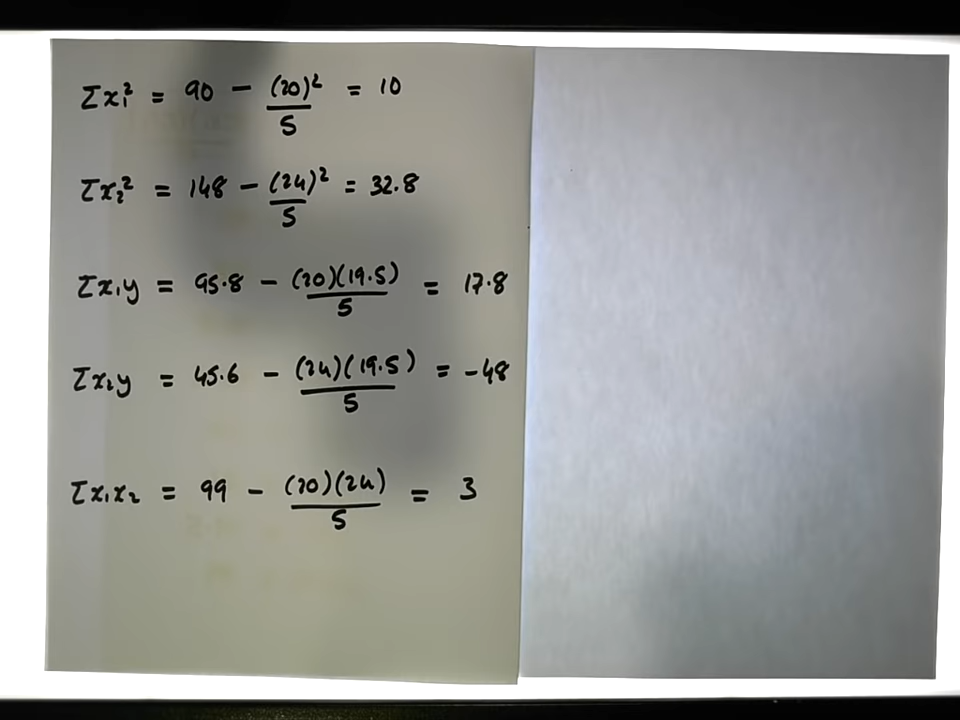 Σx₁² = 90 − (20)²/5 = 10
Σx₂² = 148 − (24)²/5 = 32.8
Σx₁y = 95.8 − (20)(19.5)/5 = 17.8
Σx₂y = 45.6 − (24)(19.5)/5 = −48
Σx₁x₂ = 99 − (20)(24)/5 = 3